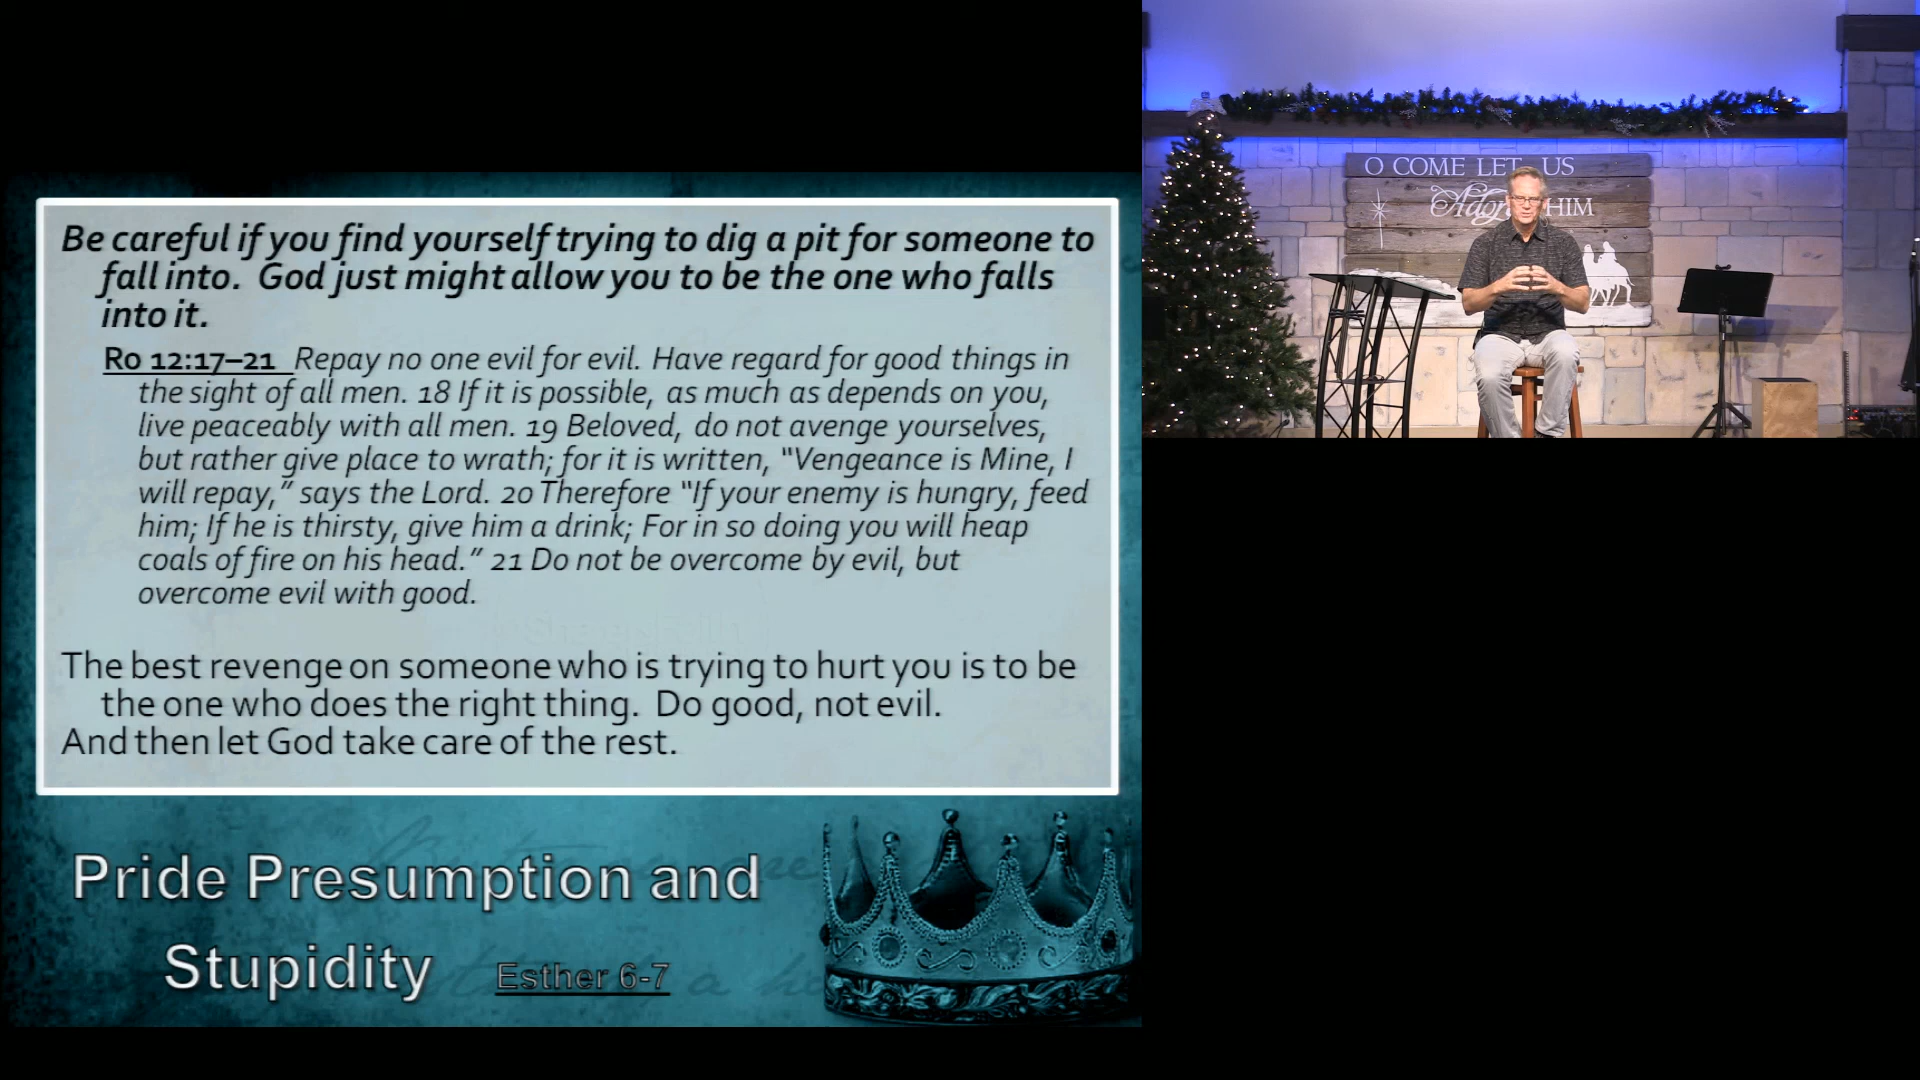 Be careful if you find yourself trying to dig a pit for someone to
fall into. God just might allow you to be the one who falls
into it.
Ro 12:17–21 Repay no one evil for evil. Have regard for good things in
the sight of all men. 18 If it is possible, as much as depends on you,
live peaceably with all men. 19 Beloved, do not avenge yourselves,
but rather give place to wrath; for it is written, “Vengeance is Mine, I
will repay,” says the Lord. 20 Therefore “If your enemy is hungry, feed
him; If he is thirsty, give him a drink; For in so doing you will heap
coals of fire on his head.” 21 Do not be overcome by evil, but
overcome evil with good.
The best revenge on someone who is trying to hurt you is to be
the one who does the right thing. Do good, not evil.
And then let God take care of the rest.
Pride Presumption and
Stupidity Esther 6-7
O COME LET US
HIM